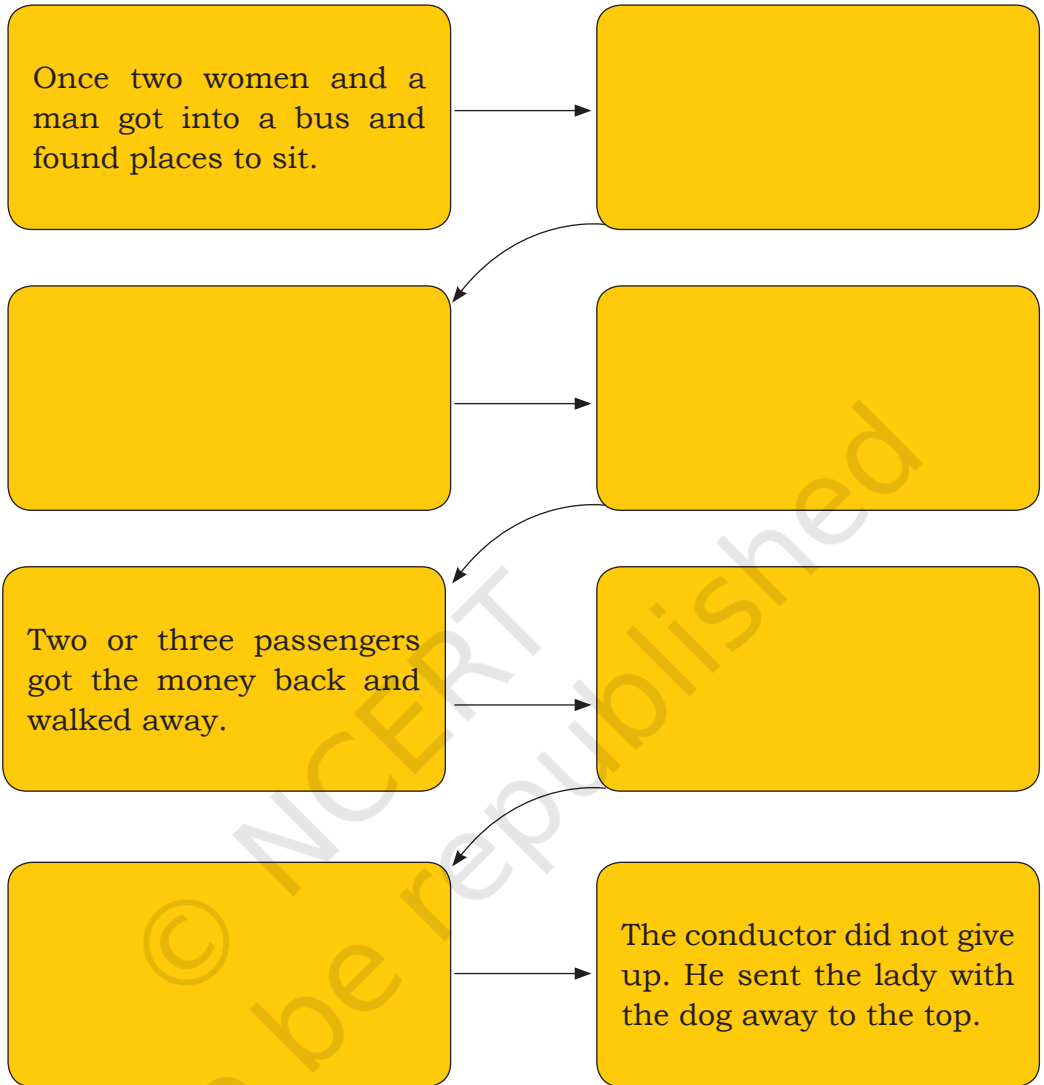 Once two women and a
man got into a bus and
found places to sit.
Two or three passengers
got the money back and
walked away.
The conductor did not give
up. He sent the lady with
the dog away to the top.
© NCERT
be republished